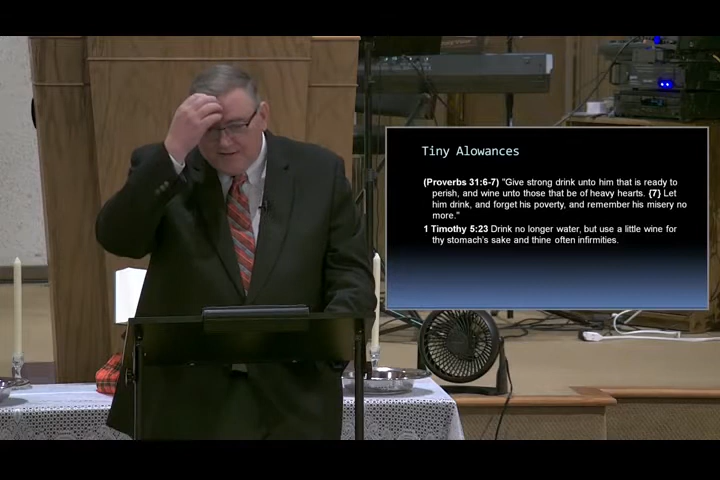 Tiny Alowances
(Proverbs 31:6-7) "Give strong drink unto him that is ready to
perish, and wine unto those that be of heavy hearts. {7} Let
him drink, and forget his poverty, and remember his misery no
more."
1 Timothy 5:23 Drink no longer water, but use a little wine for
thy stomach's sake and thine often infirmities.